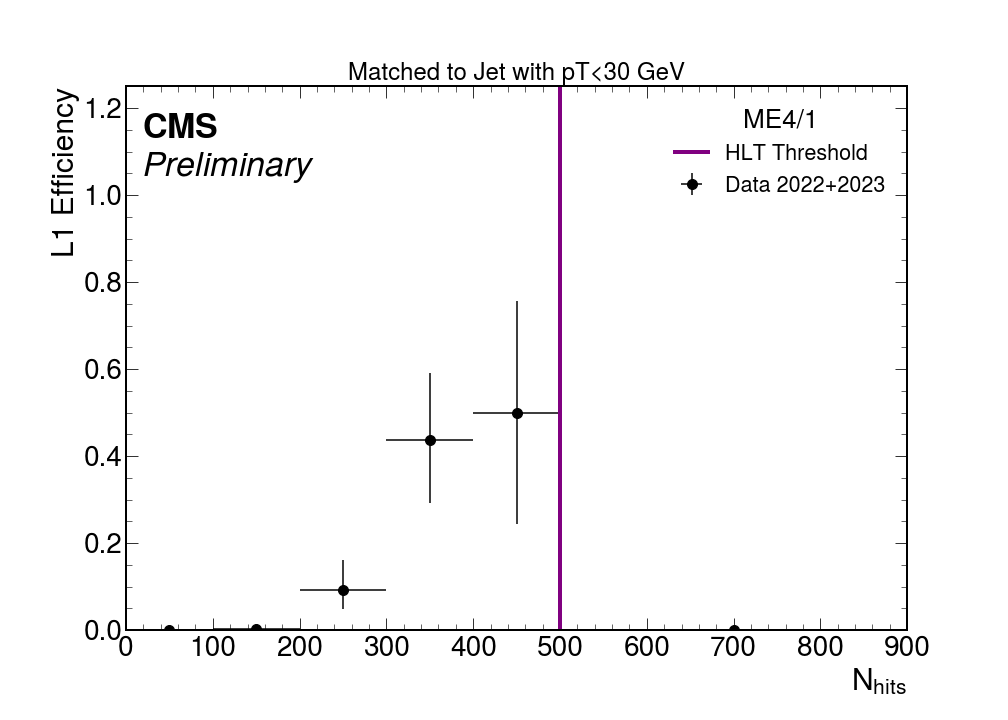 Matched to Jet with pT<30 GeV
CMS
Preliminary
ME4/1
HLT Threshold
Data 2022+2023
L1 Efficiency
1.2
1.0
0.8
0.6
0.4
0.2
0.0
0 100 200 300 400 500 600 700 800 900
Nhits